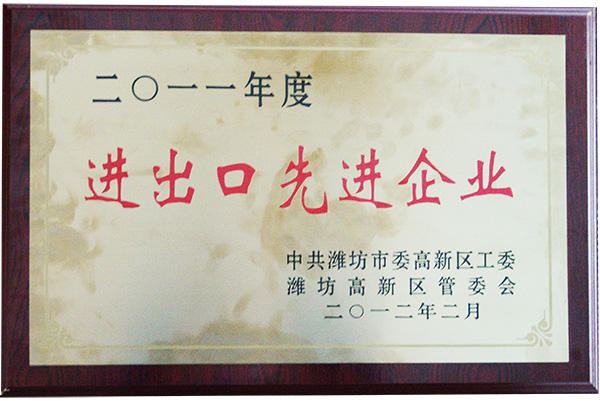 二〇一一年度
进出口先进企业
中共潍坊市委高新区工委
潍坊高新区管委会
二〇一二年二月